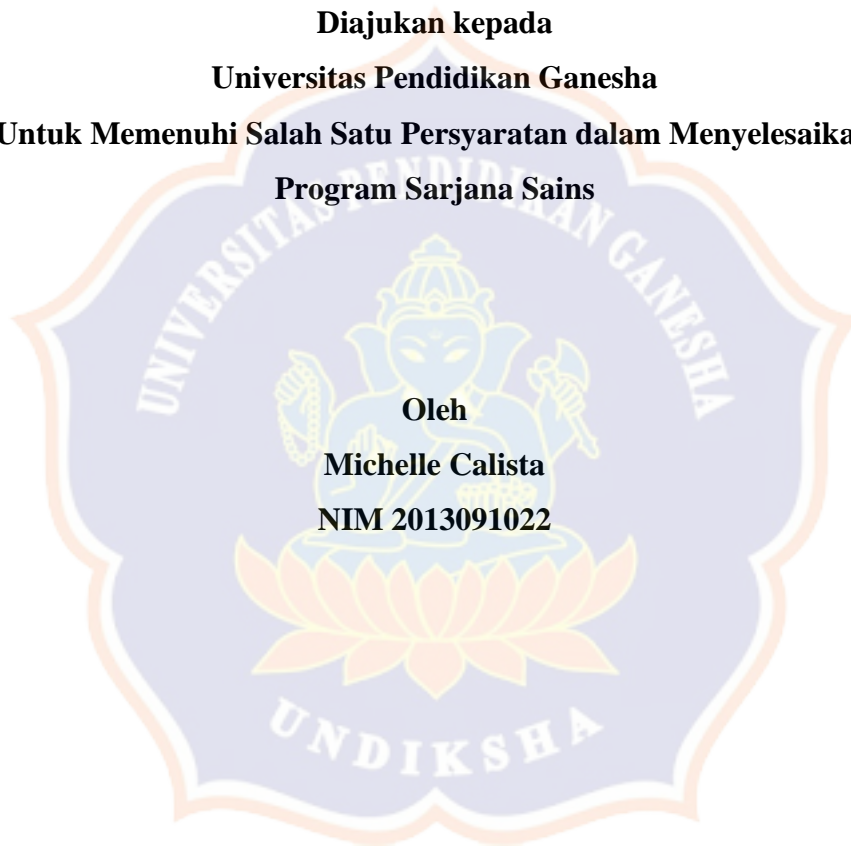 Diajukan kepada
Universitas Pendidikan Ganesha
Untuk Memenuhi Salah Satu Persyaratan dalam Menyelesaika
Program Sarjana Sains
UNIVERSITAS PENDIDIKAN GANESHA
Oleh
Michelle Calista
NIM 2013091022
UNDIKSHA